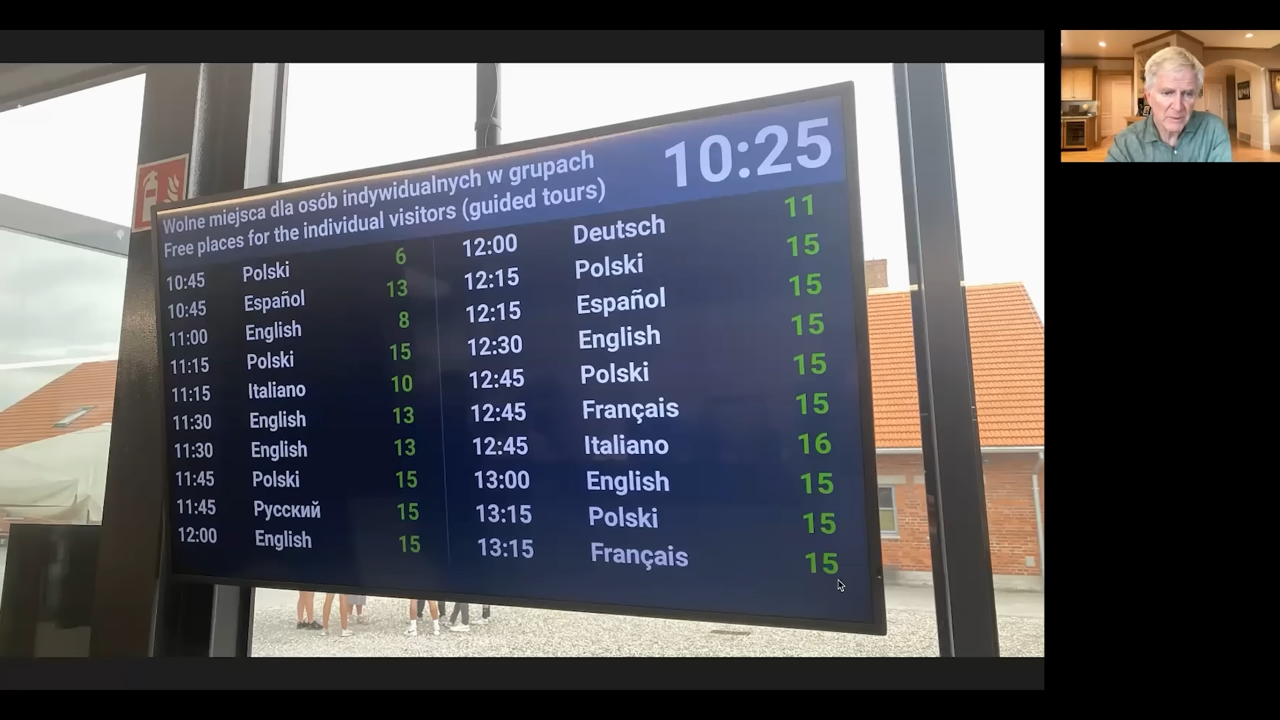 Wolne miejsca dla osób indywidualnych w grupach
Free places for the individual visitors (guided tours)
10:25
10:45 Polski 6
10:45 Español 13
11:00 English 8
11:15 Polski 15
11:15 Italiano 10
11:30 English 13
11:30 English 13
11:45 Polski 15
11:45 Русский 15
12:00 English 15
12:00 Deutsch 11
12:15 Polski 15
12:15 Español 15
12:30 English 15
12:45 Polski 15
12:45 Français 15
12:45 Italiano 16
13:00 English 15
13:15 Polski 15
13:15 Français 15